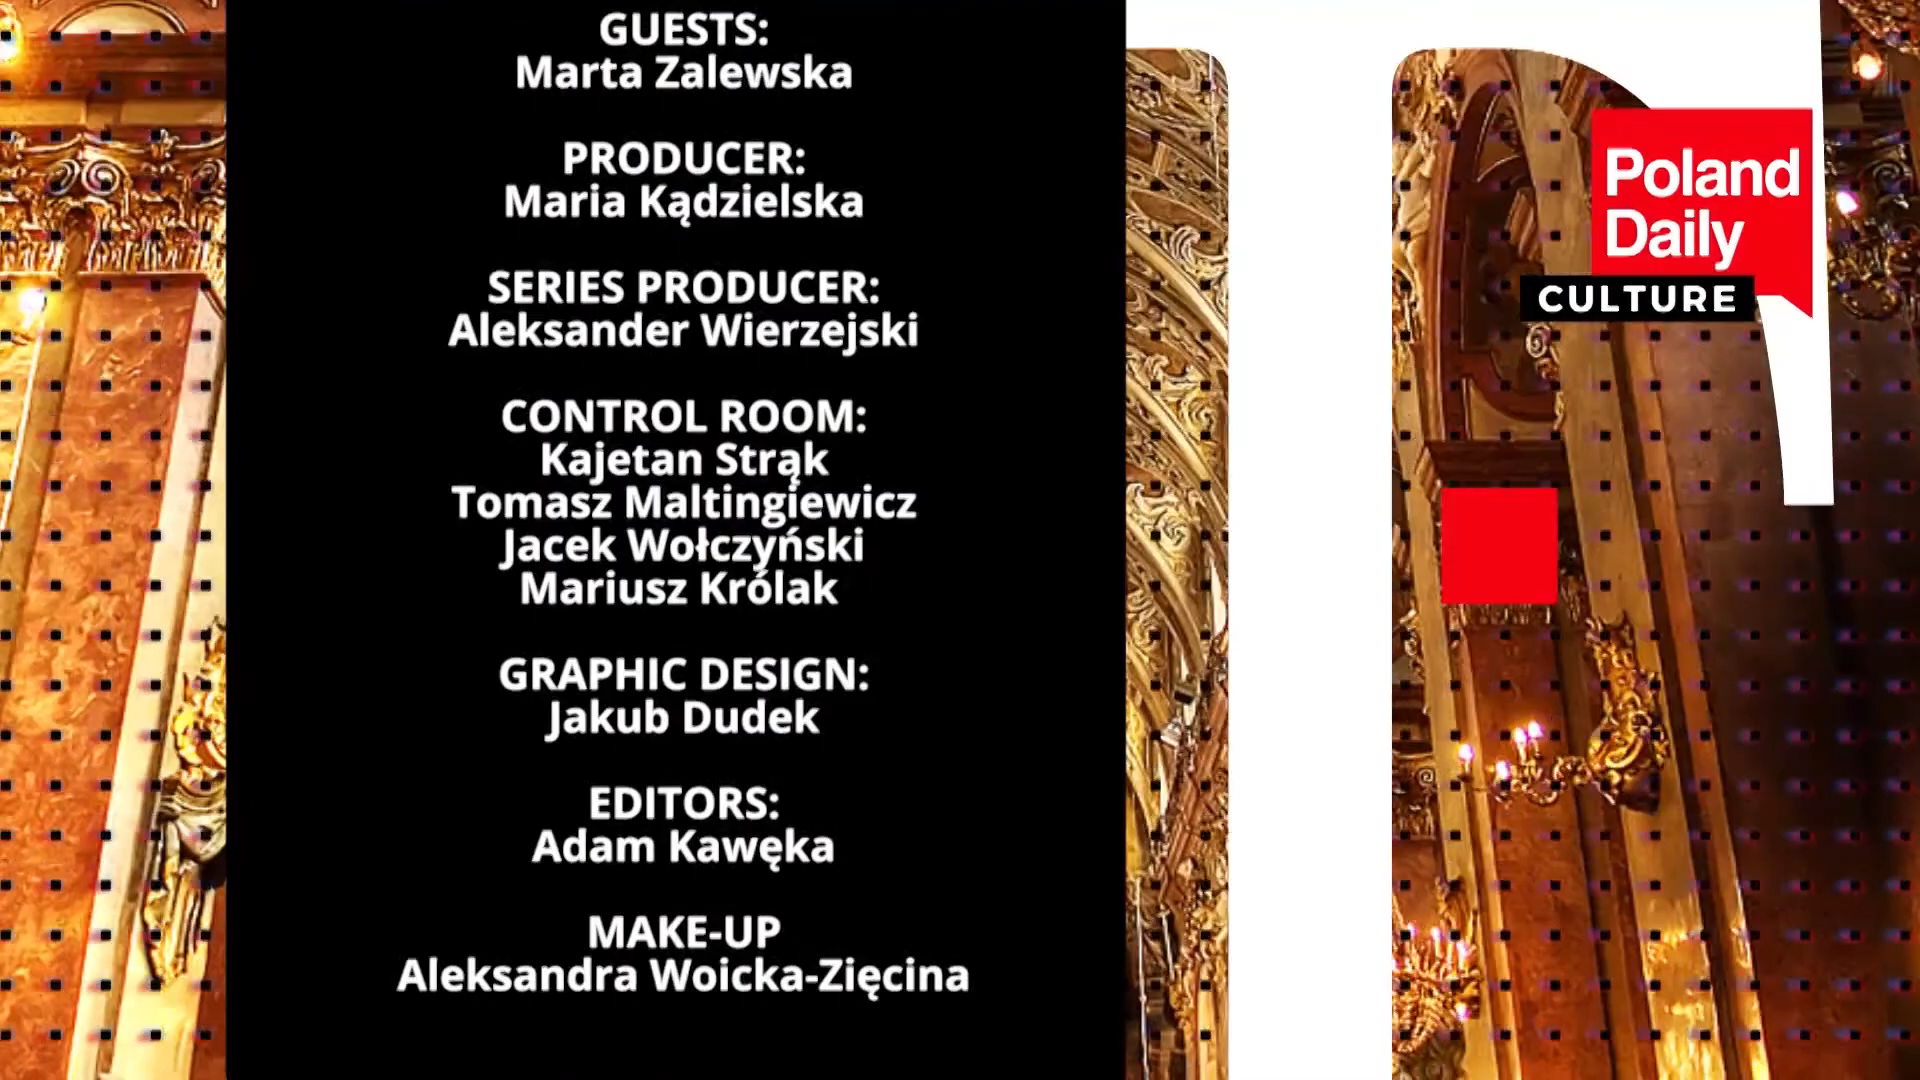 GUESTS:
Marta Zalewska
PRODUCER:
Maria Kądzielska
SERIES PRODUCER:
Aleksander Wierzejski
CONTROL ROOM:
Kajetan Strąk
Tomasz Maltingiewicz
Jacek Wołczyński
Mariusz Królak
GRAPHIC DESIGN:
Jakub Dudek
EDITORS:
Adam Kawęka
MAKE-UP
Aleksandra Woicka-Zięcina
Poland
Daily
CULTURE